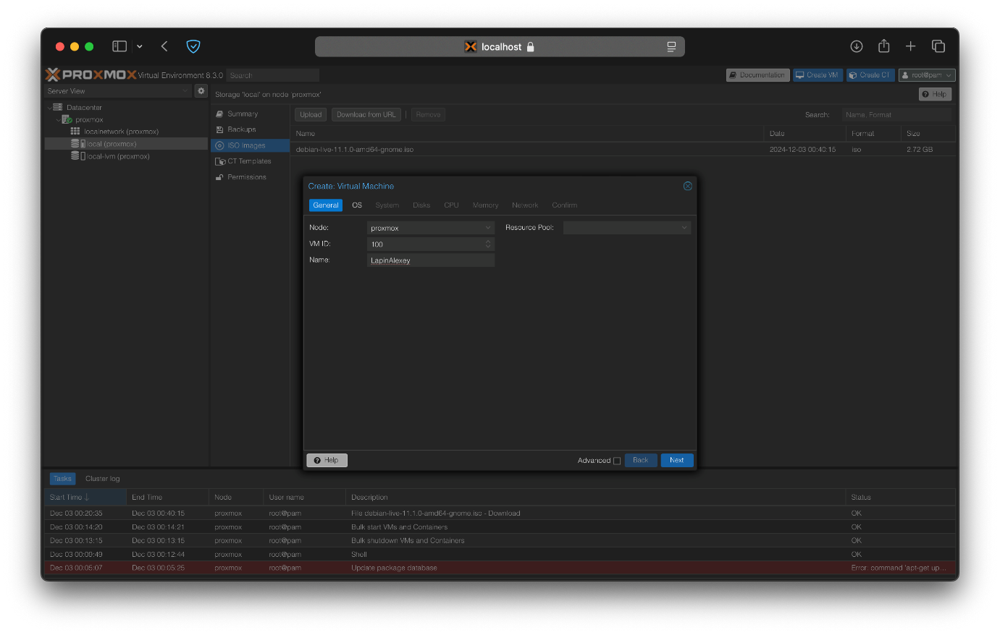 localhost
PROXMOX Virtual Environment 8.3.0 Search Documentation Create VM Create CT root@pam
Server View
Storage 'local' on node 'proxmox' Help
Datacenter
proxmox
localnetwork (proxmox)
local (proxmox)
local-lvm (proxmox)
Summary
Backups
ISO Images
CT Templates
Permissions
Upload Download from URL Remove Search: Name, Format
Name Date Format Size
debian-live-11.1.0-amd64-gnome.iso 2024-12-03 00:40:15 iso 2.72 GB
Create: Virtual Machine
General OS System Disks CPU Memory Network Confirm
Node: proxmox Resource Pool:
VM ID: 100
Name: LapinAlexey
Help Advanced Back Next
Tasks Cluster log
Start Time End Time Node User name Description Status
Dec 03 00:20:35 Dec 03 00:40:15 proxmox root@pam File debian-live-11.1.0-amd64-gnome.iso - Download OK
Dec 03 00:14:20 Dec 03 00:14:21 proxmox root@pam Bulk start VMs and Containers OK
Dec 03 00:13:15 Dec 03 00:13:15 proxmox root@pam Bulk shutdown VMs and Containers OK
Dec 03 00:09:49 Dec 03 00:12:44 proxmox root@pam Shell OK
Dec 03 00:05:07 Dec 03 00:05:25 proxmox root@pam Update package database Error: command 'apt-get up...